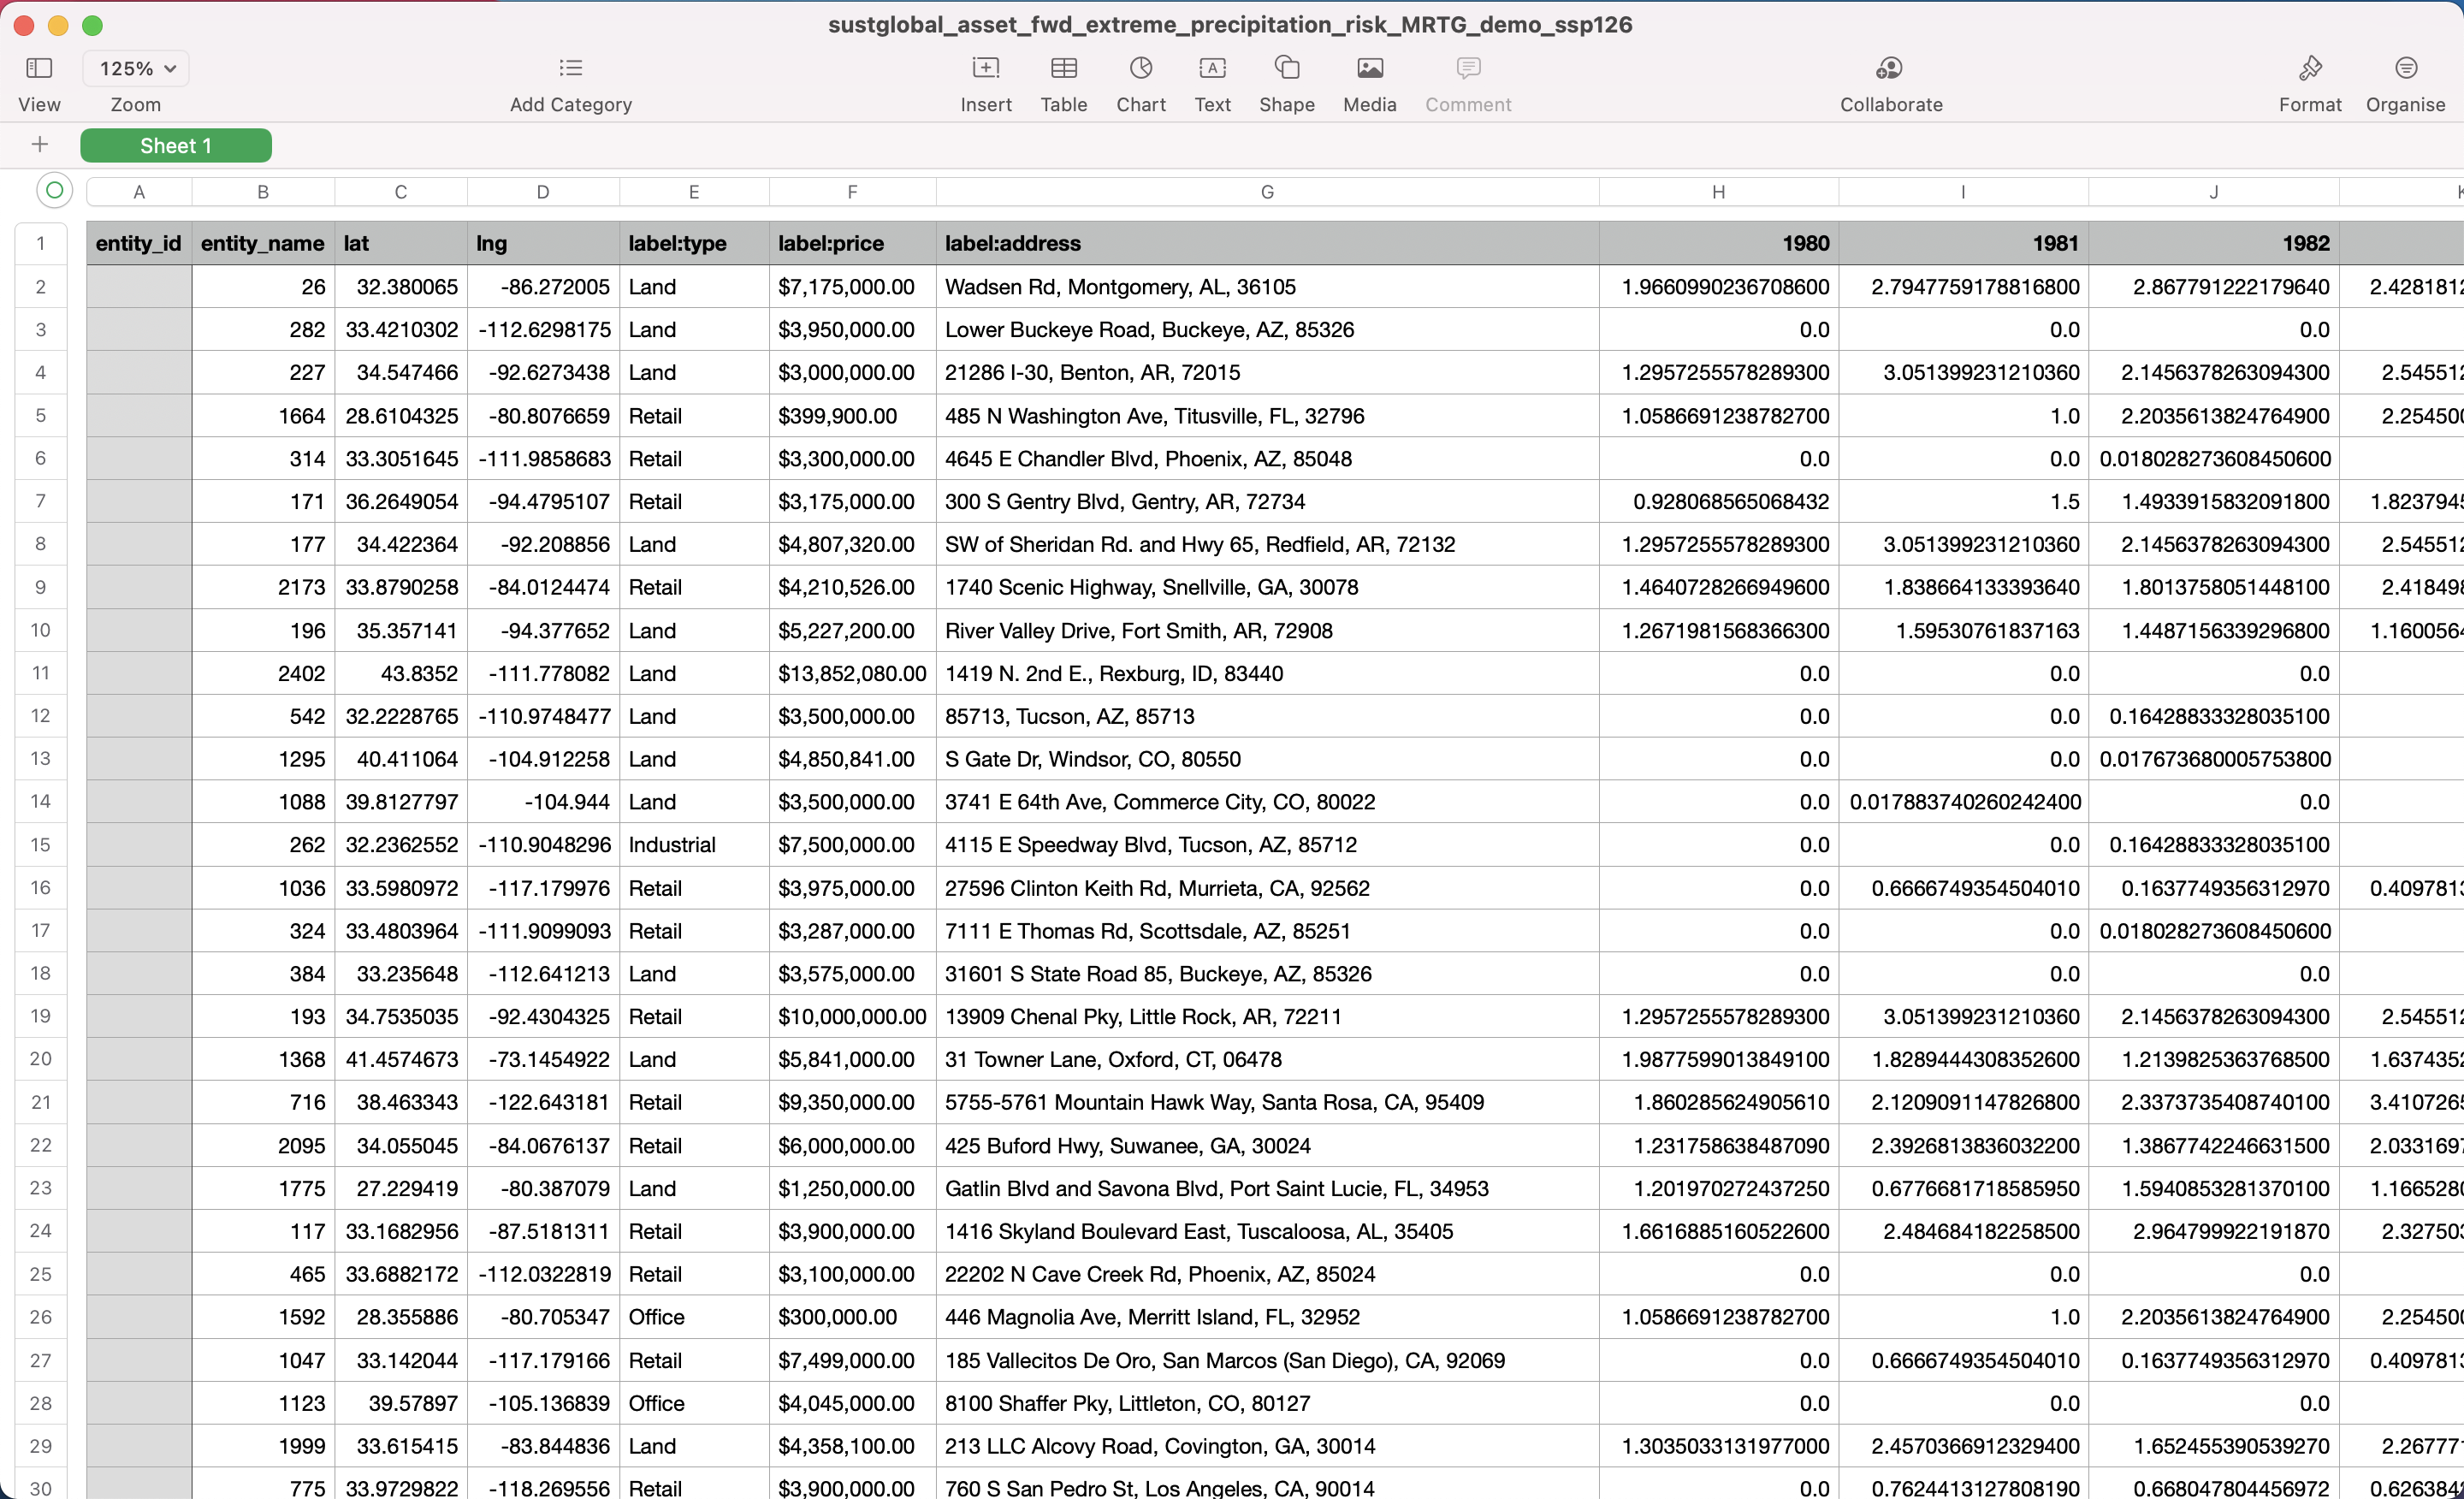 sustglobal_asset_fwd_extreme_precipitation_risk_MRTG_demo_ssp126
125%
View Zoom Add Category Insert Table Chart Text Shape Media Comment Collaborate Format Organise
Sheet 1
A B C D E F G H I J
1 entity_id entity_name lat lng label:type label:price label:address 1980 1981 1982
2 26 32.380065 -86.272005 Land $7,175,000.00 Wadsen Rd, Montgomery, AL, 36105 1.9660990236708600 2.7947759178816800 2.867791222179640 2.428181
3 282 33.4210302 -112.6298175 Land $3,950,000.00 Lower Buckeye Road, Buckeye, AZ, 85326 0.0 0.0 0.0
4 227 34.547466 -92.6273438 Land $3,000,000.00 21286 I-30, Benton, AR, 72015 1.2957255578289300 3.051399231210360 2.1456378263094300 2.54551
5 1664 28.6104325 -80.8076659 Retail $399,900.00 485 N Washington Ave, Titusville, FL, 32796 1.0586691238782700 1.0 2.2035613824764900 2.25450
6 314 33.3051645 -111.9858683 Retail $3,300,000.00 4645 E Chandler Blvd, Phoenix, AZ, 85048 0.0 0.0 0.018028273608450600
7 171 36.2649054 -94.4795107 Retail $3,175,000.00 300 S Gentry Blvd, Gentry, AR, 72734 0.928068565068432 1.5 1.4933915832091800 1.823794
8 177 34.422364 -92.208856 Land $4,807,320.00 SW of Sheridan Rd. and Hwy 65, Redfield, AR, 72132 1.2957255578289300 3.051399231210360 2.1456378263094300 2.54551
9 2173 33.8790258 -84.0124474 Retail $4,210,526.00 1740 Scenic Highway, Snellville, GA, 30078 1.4640728266949600 1.838664133393640 1.8013758051448100 2.41849
10 196 35.357141 -94.377652 Land $5,227,200.00 River Valley Drive, Fort Smith, AR, 72908 1.2671981568366300 1.59530761837163 1.4487156339296800 1.160056
11 2402 43.8352 -111.778082 Land $13,852,080.00 1419 N. 2nd E., Rexburg, ID, 83440 0.0 0.0 0.0
12 542 32.2228765 -110.9748477 Land $3,500,000.00 85713, Tucson, AZ, 85713 0.0 0.0 0.16428833328035100
13 1295 40.411064 -104.912258 Land $4,850,841.00 S Gate Dr, Windsor, CO, 80550 0.0 0.0 0.017673680005753800
14 1088 39.8127797 -104.944 Land $3,500,000.00 3741 E 64th Ave, Commerce City, CO, 80022 0.0 0.017883740260242400 0.0
15 262 32.2362552 -110.9048296 Industrial $7,500,000.00 4115 E Speedway Blvd, Tucson, AZ, 85712 0.0 0.0 0.16428833328035100
16 1036 33.5980972 -117.179976 Retail $3,975,000.00 27596 Clinton Keith Rd, Murrieta, CA, 92562 0.0 0.6666749354504010 0.1637749356312970 0.409781
17 324 33.4803964 -111.9099093 Retail $3,287,000.00 7111 E Thomas Rd, Scottsdale, AZ, 85251 0.0 0.0 0.018028273608450600
18 384 33.235648 -112.641213 Land $3,575,000.00 31601 S State Road 85, Buckeye, AZ, 85326 0.0 0.0 0.0
19 193 34.7535035 -92.4304325 Retail $10,000,000.00 13909 Chenal Pky, Little Rock, AR, 72211 1.2957255578289300 3.051399231210360 2.1456378263094300 2.54551
20 1368 41.4574673 -73.1454922 Land $5,841,000.00 31 Towner Lane, Oxford, CT, 06478 1.9877599013849100 1.8289444308352600 1.2139825363768500 1.637435
21 716 38.463343 -122.643181 Retail $9,350,000.00 5755-5761 Mountain Hawk Way, Santa Rosa, CA, 95409 1.860285624905610 2.1209091147826800 2.3373735408740100 3.410726
22 2095 34.055045 -84.0676137 Retail $6,000,000.00 425 Buford Hwy, Suwanee, GA, 30024 1.231758638487090 2.3926813836032200 1.3867742246631500 2.033169
23 1775 27.229419 -80.387079 Land $1,250,000.00 Gatlin Blvd and Savona Blvd, Port Saint Lucie, FL, 34953 1.201970272437250 0.6776681718585950 1.5940853281370100 1.166528
24 117 33.1682956 -87.5181311 Retail $3,900,000.00 1416 Skyland Boulevard East, Tuscaloosa, AL, 35405 1.6616885160522600 2.484684182258500 2.964799922191870 2.32750
25 465 33.6882172 -112.0322819 Retail $3,100,000.00 22202 N Cave Creek Rd, Phoenix, AZ, 85024 0.0 0.0 0.0
26 1592 28.355886 -80.705347 Office $300,000.00 446 Magnolia Ave, Merritt Island, FL, 32952 1.0586691238782700 1.0 2.2035613824764900 2.25450
27 1047 33.142044 -117.179166 Retail $7,499,000.00 185 Vallecitos De Oro, San Marcos (San Diego), CA, 92069 0.0 0.6666749354504010 0.1637749356312970 0.409781
28 1123 39.57897 -105.136839 Office $4,045,000.00 8100 Shaffer Pky, Littleton, CO, 80127 0.0 0.0 0.0
29 1999 33.615415 -83.844836 Land $4,358,100.00 213 LLC Alcovy Road, Covington, GA, 30014 1.3035033131977000 2.4570366912329400 1.652455390539270 2.26777
30 775 33.9729822 -118.269556 Retail $3,900,000.00 760 S San Pedro St, Los Angeles, CA, 90014 0.0 0.7624413127808190 0.668047804456972 0.62638